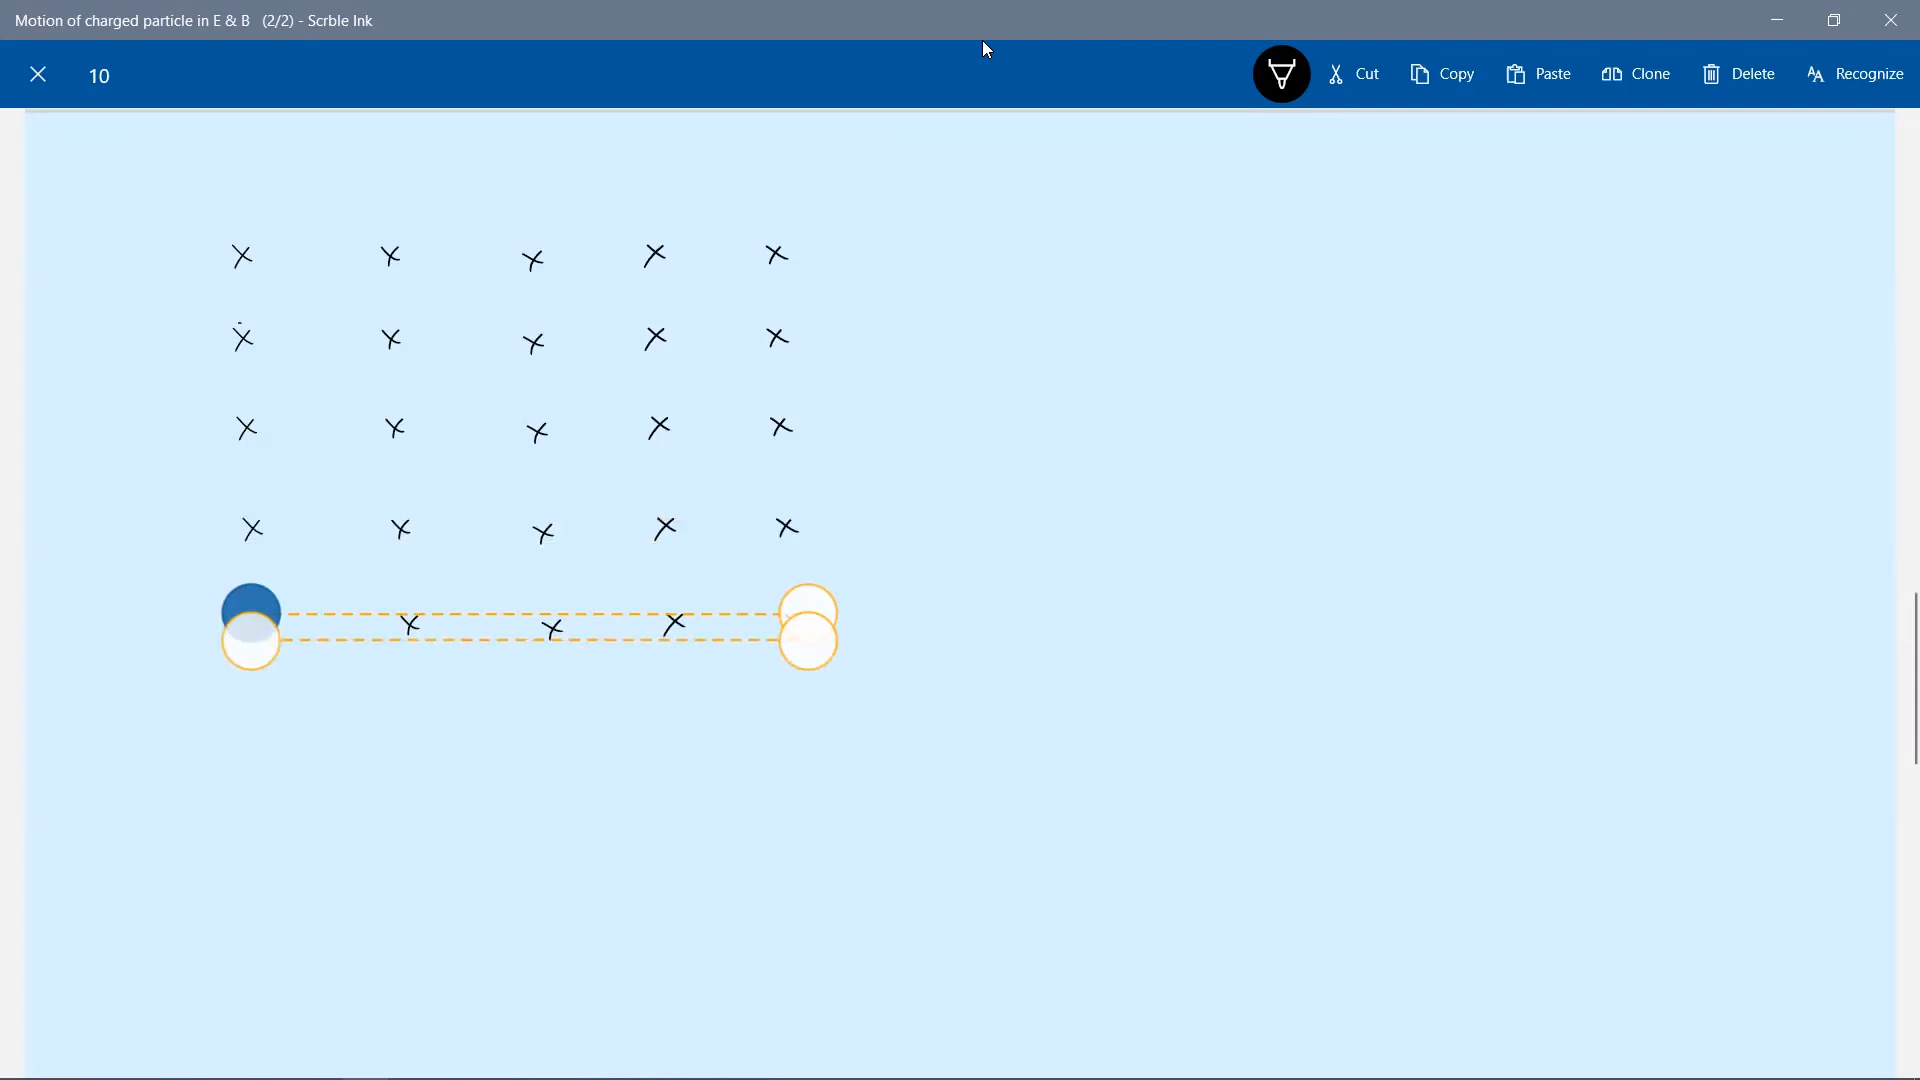 Motion of charged particle in E & B (2/2) - Scrble Ink
10 Cut Copy Paste Clone Delete Recognize
x x x x x
x x x x x
x x x x x
x x x x x
x x x